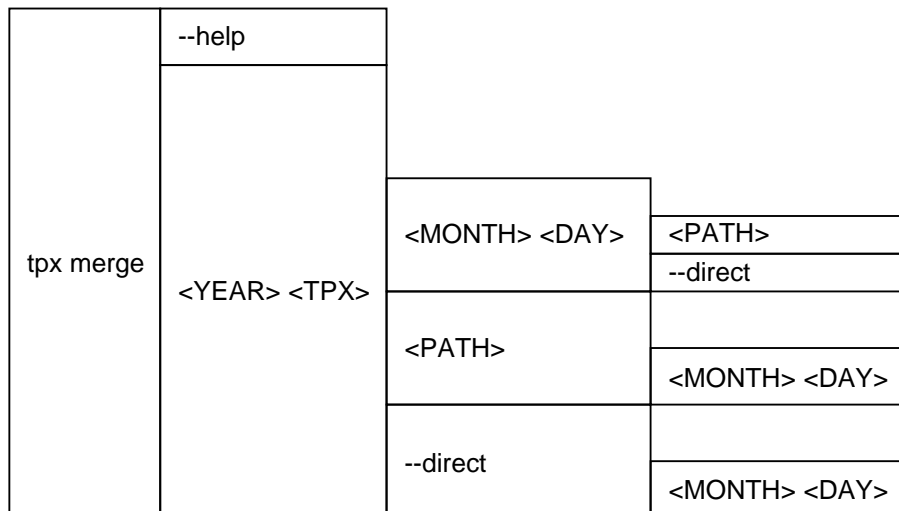 --help
<MONTH> <DAY>
<PATH>
--direct
tpx merge
<YEAR> <TPX>
<PATH>
<MONTH> <DAY>
--direct
<MONTH> <DAY>